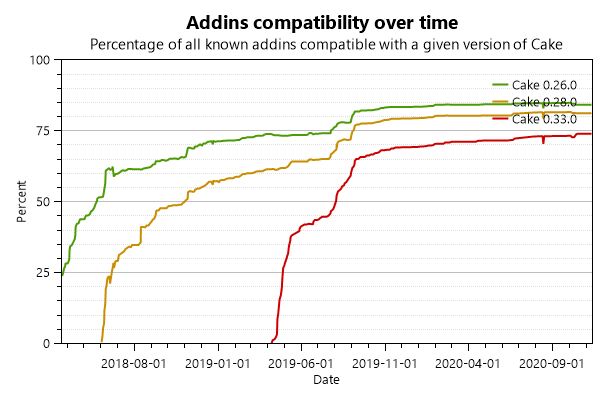 Addins compatibility over time
Percentage of all known addins compatible with a given version of Cake
100
75
50
25
0
Percent
Cake 0.26.0
Cake 0.28.0
Cake 0.33.0
2018-08-01
2019-01-01
2019-06-01
2019-11-01
2020-04-01
2020-09-01
Date